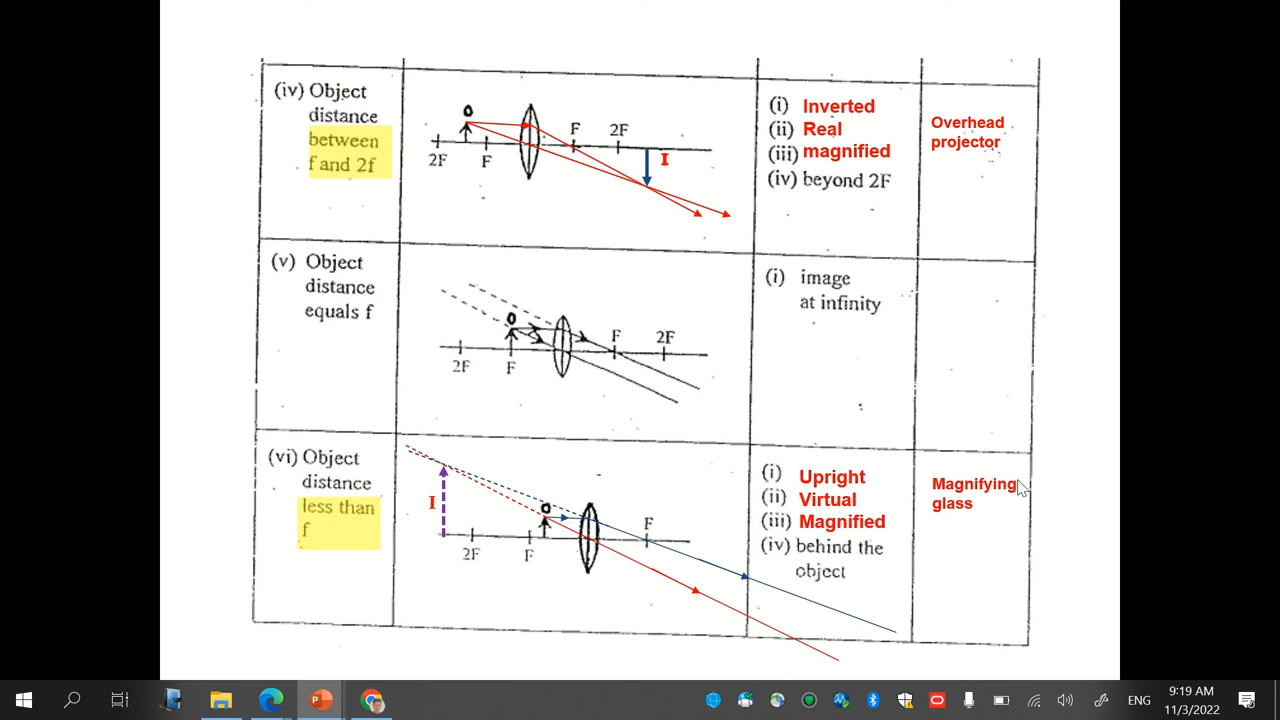 (iv) Object
distance
between
f and 2f
O
F
2F
2F
F
I
(i) Inverted
(ii) Real
(iii) magnified
(iv) beyond 2F
Overhead
projector
(v) Object
distance
equals f
O
F
2F
2F
F
(i) image
at infinity
(vi) Object
distance
less than
f
I
O
F
2F
F
(i) Upright
(ii) Virtual
(iii) Magnified
(iv) behind the
object
Magnifying
glass
ENG
9:19 AM
11/3/2022